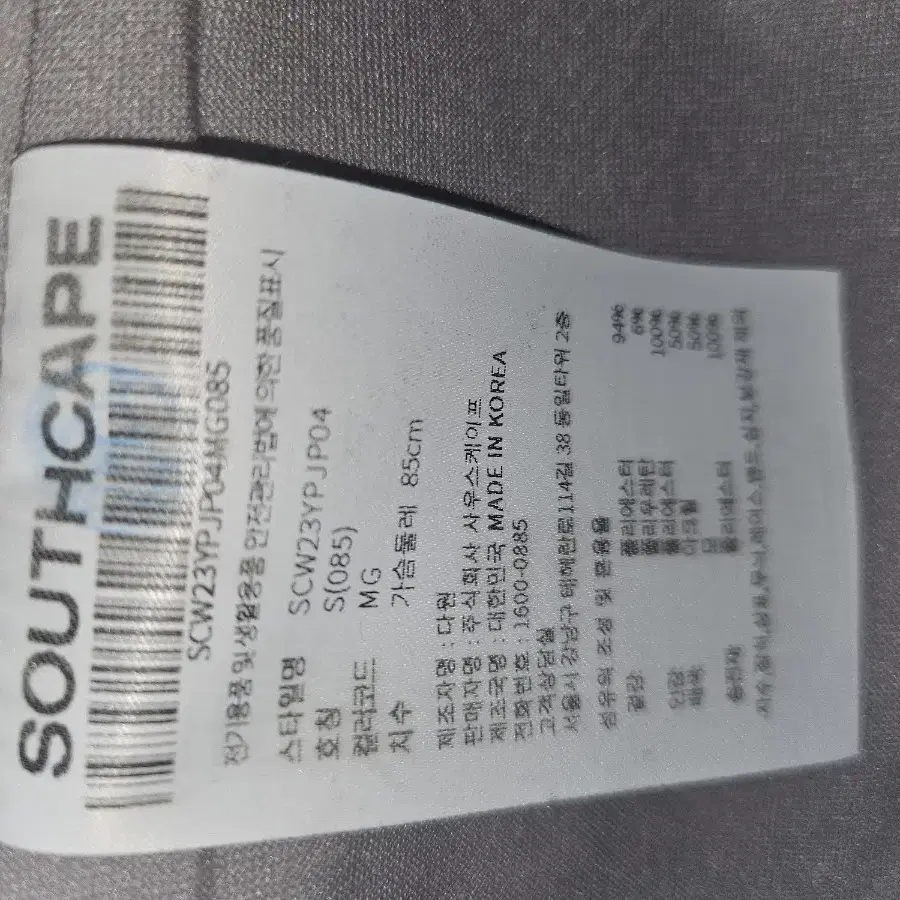 SOUTHCAPE
SCW23YPJP04MG085
전기용품 및 생활용품 안전관리법에 의한 품질표시
스타일명 SCW23YPJP04
호칭 S(085)
컬러코드 MG
치수 가슴둘레 85cm
제조자명 : 다원
판매자명 : 주식회사 사우스케이프
제조국명 : 대한민국 MADE IN KOREA
전화번호 : 1600-0885
고객상담실
서울시 강남구 테헤란로114길 38 동일타워 2층
섬유의 조성 및 혼용율
겉감 폴리에스터 94%
폴리우레탄 6%
안감 폴리에스터 100%
배색 아크릴 50%
모 50%
충전재 폴리에스터 100%